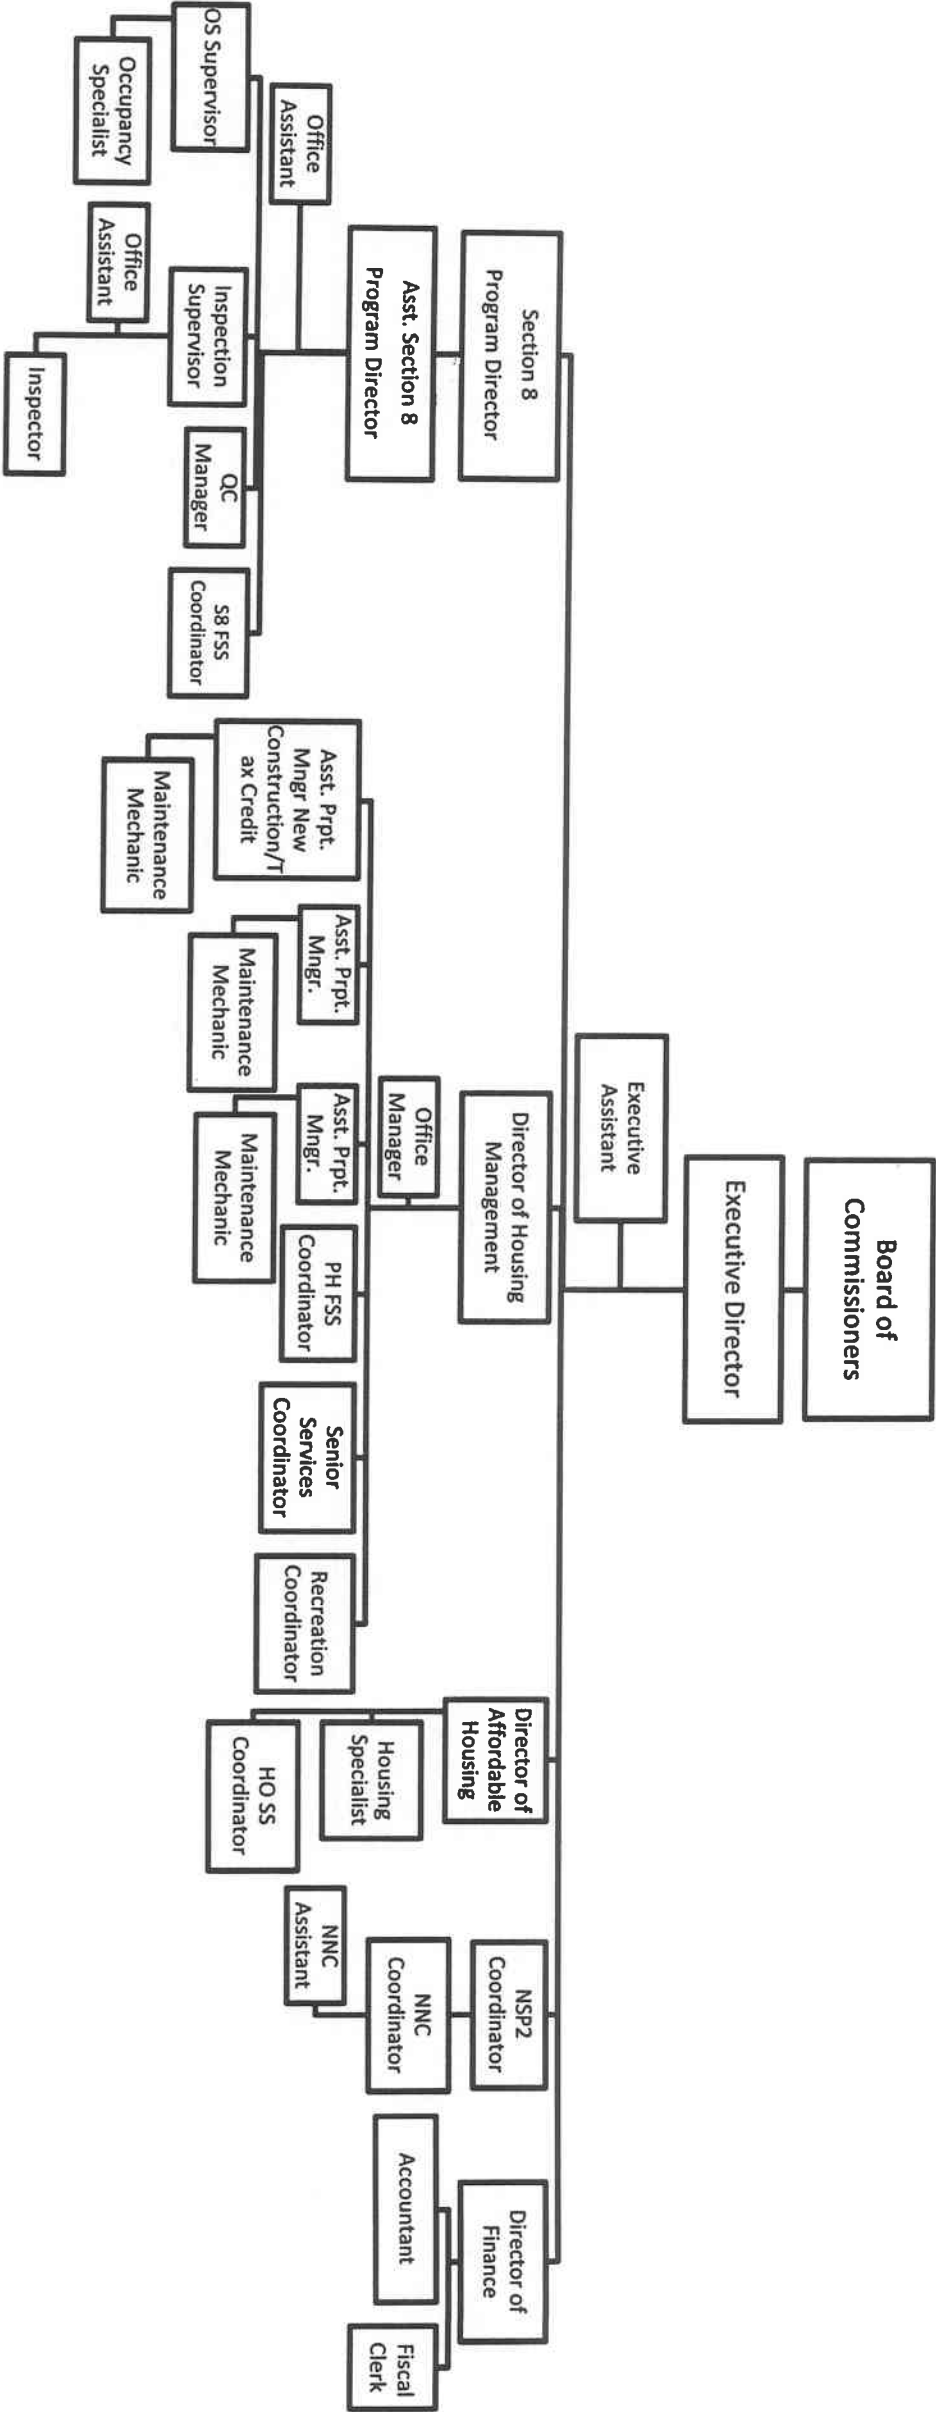 Board of
Commissioners
Executive Director
Executive
Assistant
Section 8
Program Director
Asst. Section 8
Program Director
Office
Assistant
OS Supervisor
Occupancy
Specialist
Inspection
Supervisor
Office
Assistant
Inspector
QC
Manager
S8 FSS
Coordinator
Director of Housing
Management
Office
Manager
Asst. Prpt.
Mngr New
Construction/T
ax Credit
Maintenance
Mechanic
Asst. Prpt.
Mngr.
Maintenance
Mechanic
Asst. Prpt.
Mngr.
Maintenance
Mechanic
PH FSS
Coordinator
Senior
Services
Coordinator
Recreation
Coordinator
Director of
Affordable
Housing
Housing
Specialist
HO SS
Coordinator
NSP2
Coordinator
NNC
Coordinator
NNC
Assistant
Director of
Finance
Accountant
Fiscal
Clerk